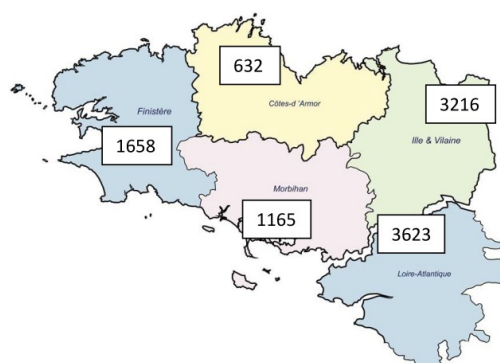 632
Côtes-d 'Armor
3216
Finistère
Ille & Vilaine
1658
Morbihan
1165
3623
Loire-Atlantique